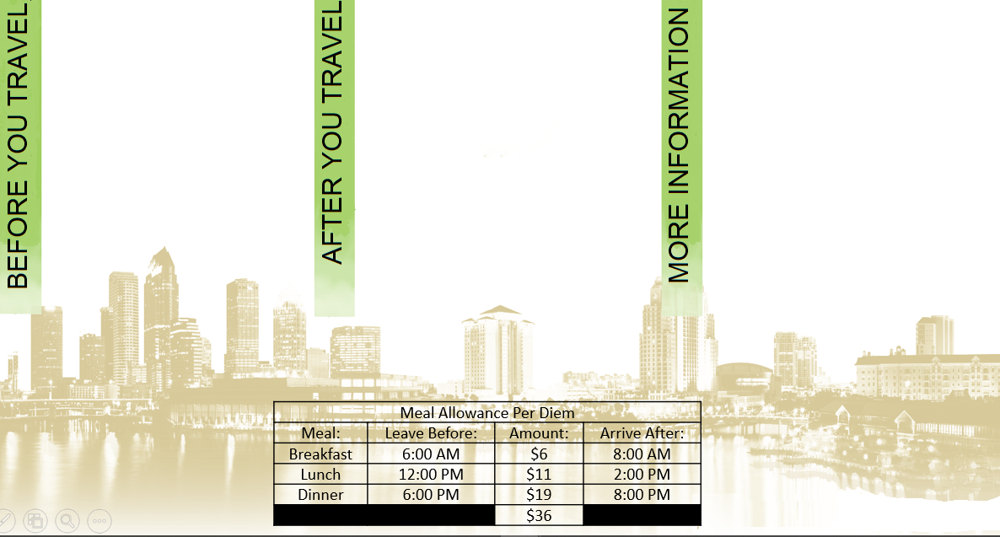 BEFORE YOU TRAVEL
AFTER YOU TRAVEL
MORE INFORMATION
Meal Allowance Per Diem
Meal: Leave Before: Amount: Arrive After:
Breakfast 6:00 AM $6 8:00 AM
Lunch 12:00 PM $11 2:00 PM
Dinner 6:00 PM $19 8:00 PM
$36